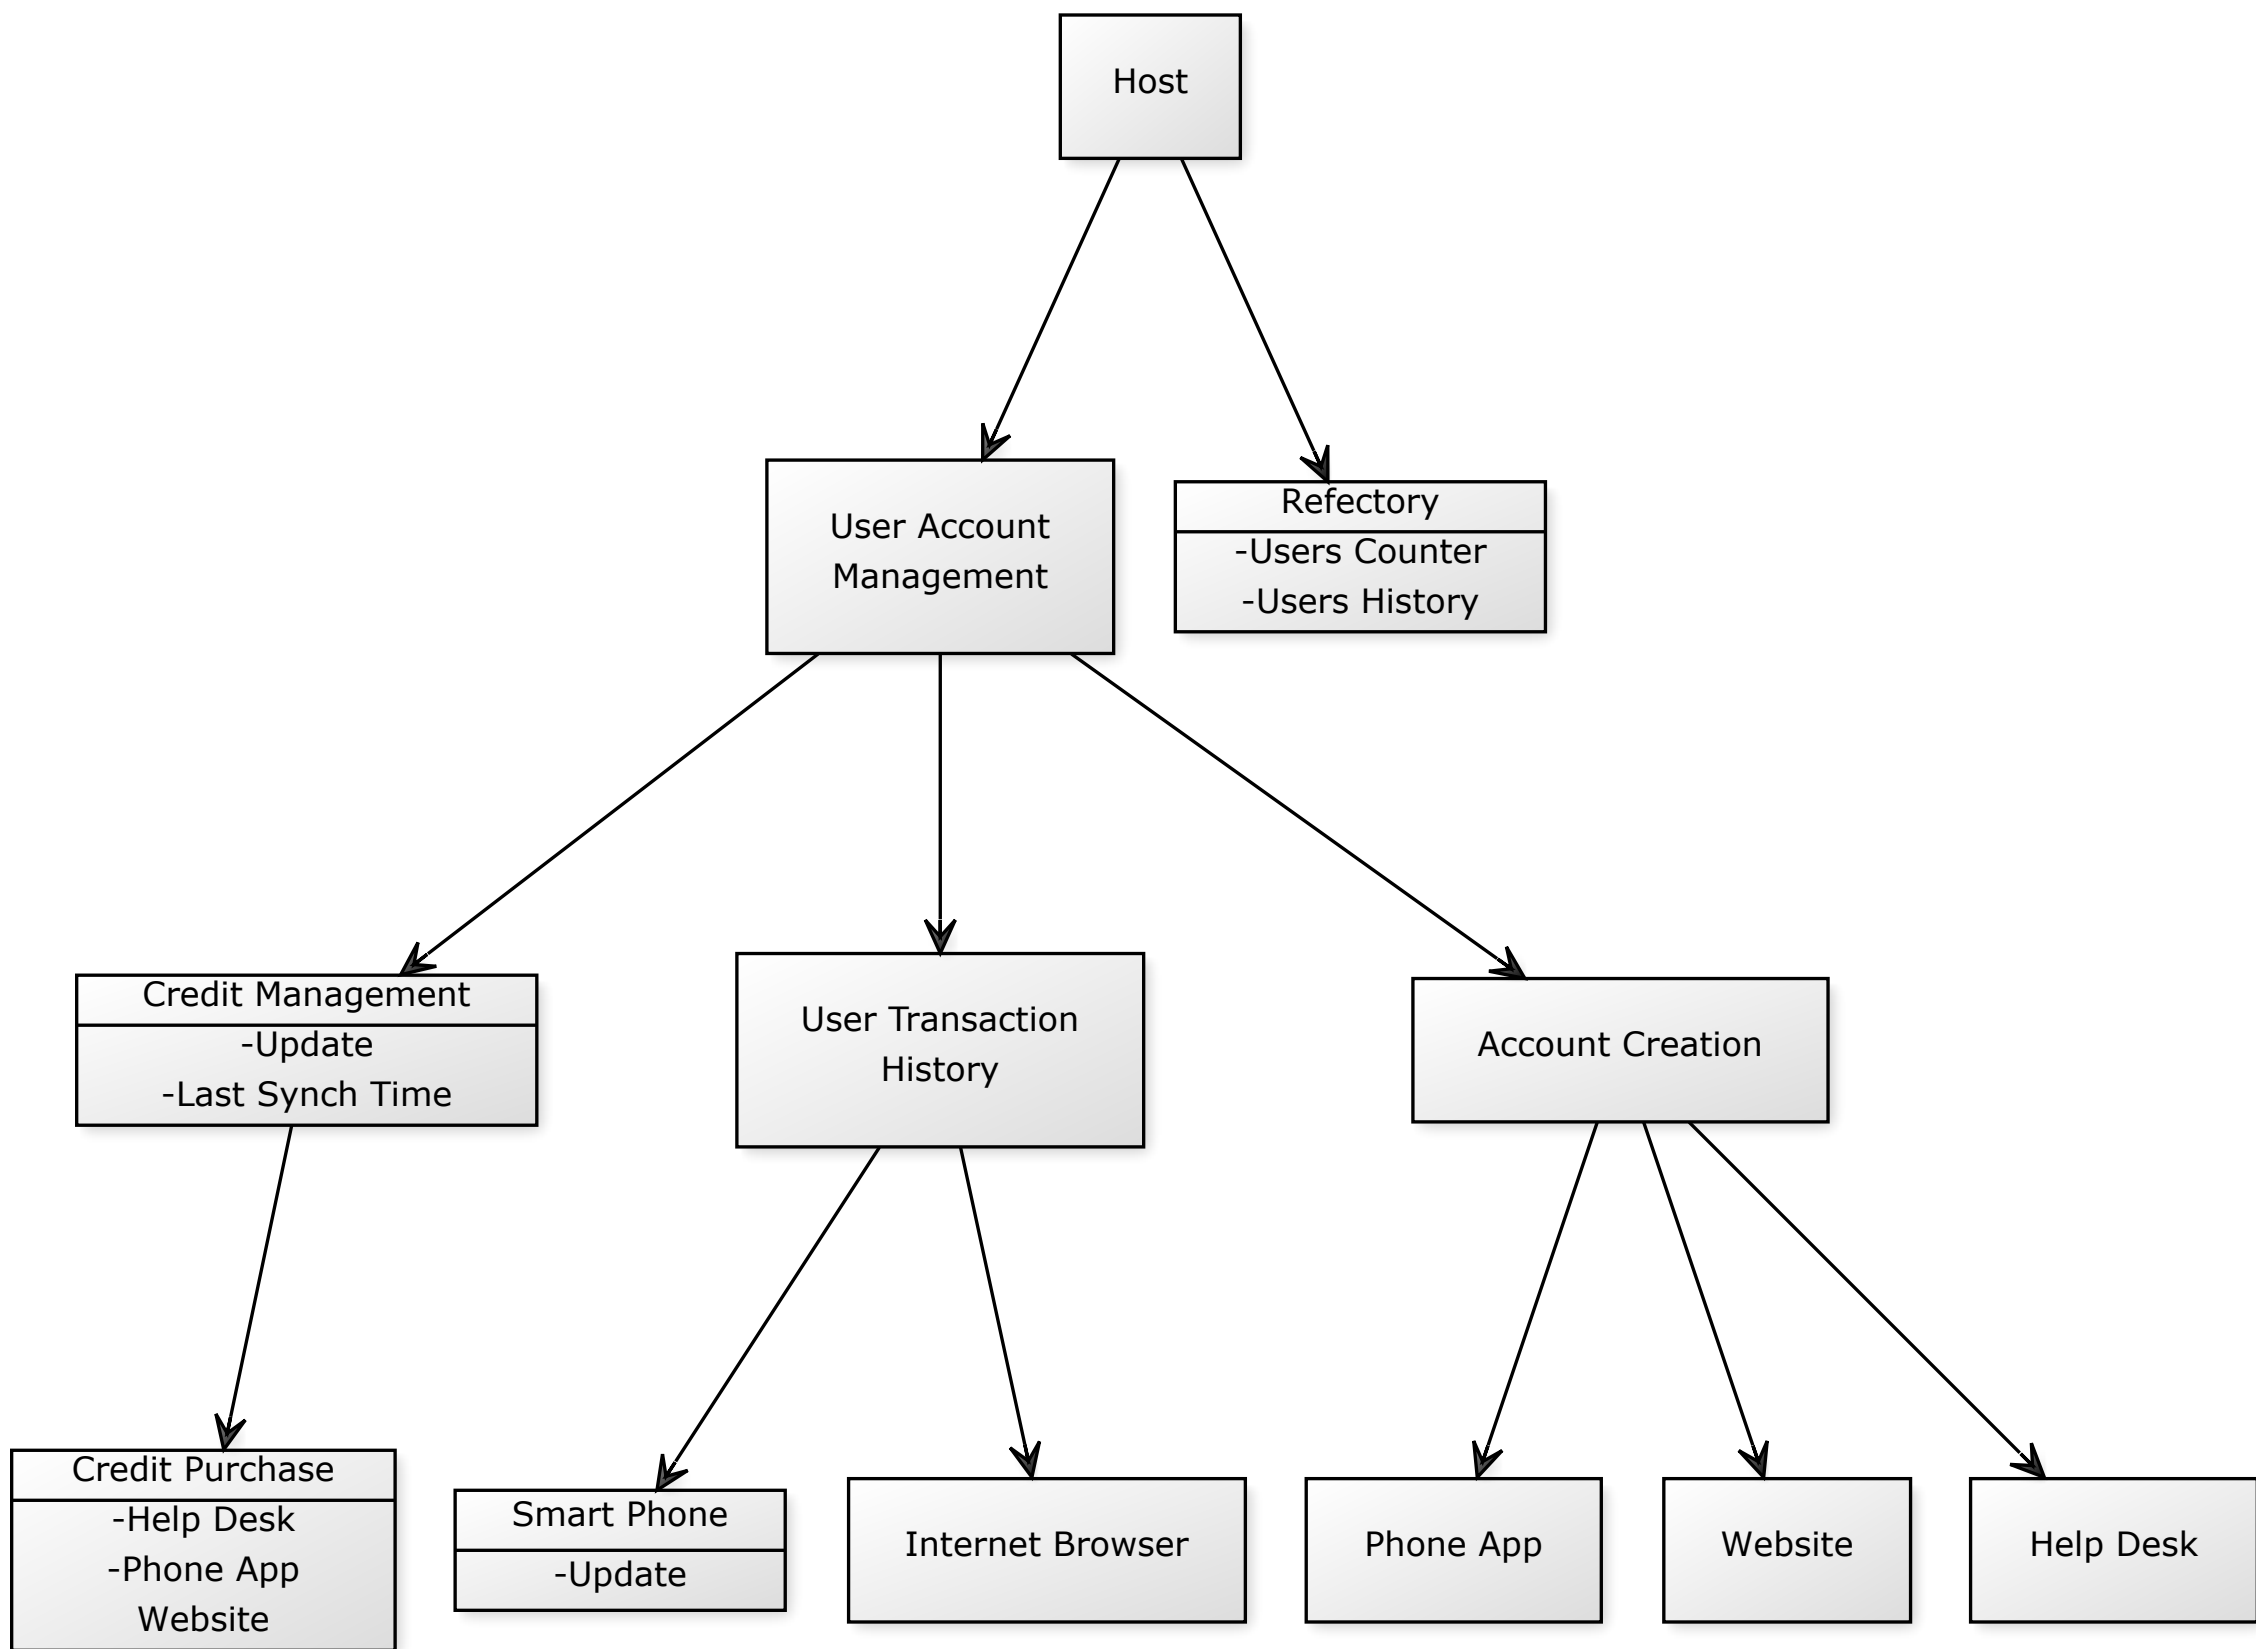 Host
User Account
Management
Refectory
-Users Counter
-Users History
Credit Management
-Update
-Last Synch Time
User Transaction
History
Account Creation
Credit Purchase
-Help Desk
-Phone App
Website
Smart Phone
-Update
Internet Browser
Phone App
Website
Help Desk